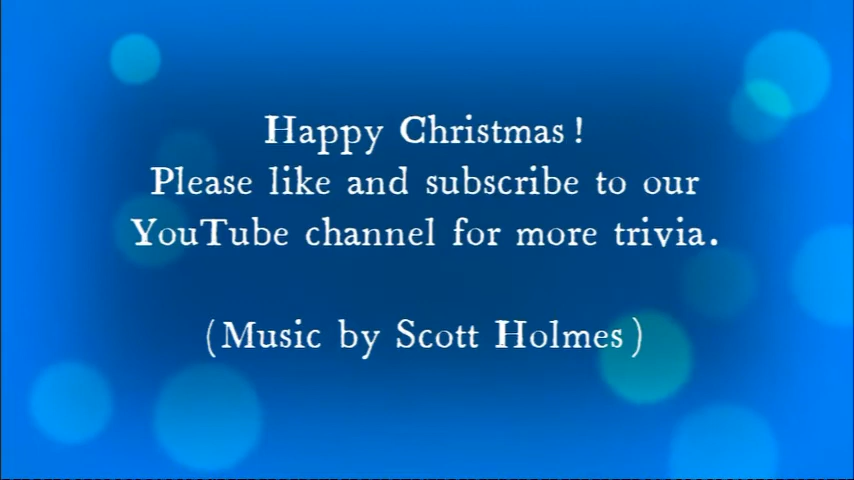 Happy Christmas!
Please like and subscribe to our
YouTube channel for more trivia.
(Music by Scott Holmes)